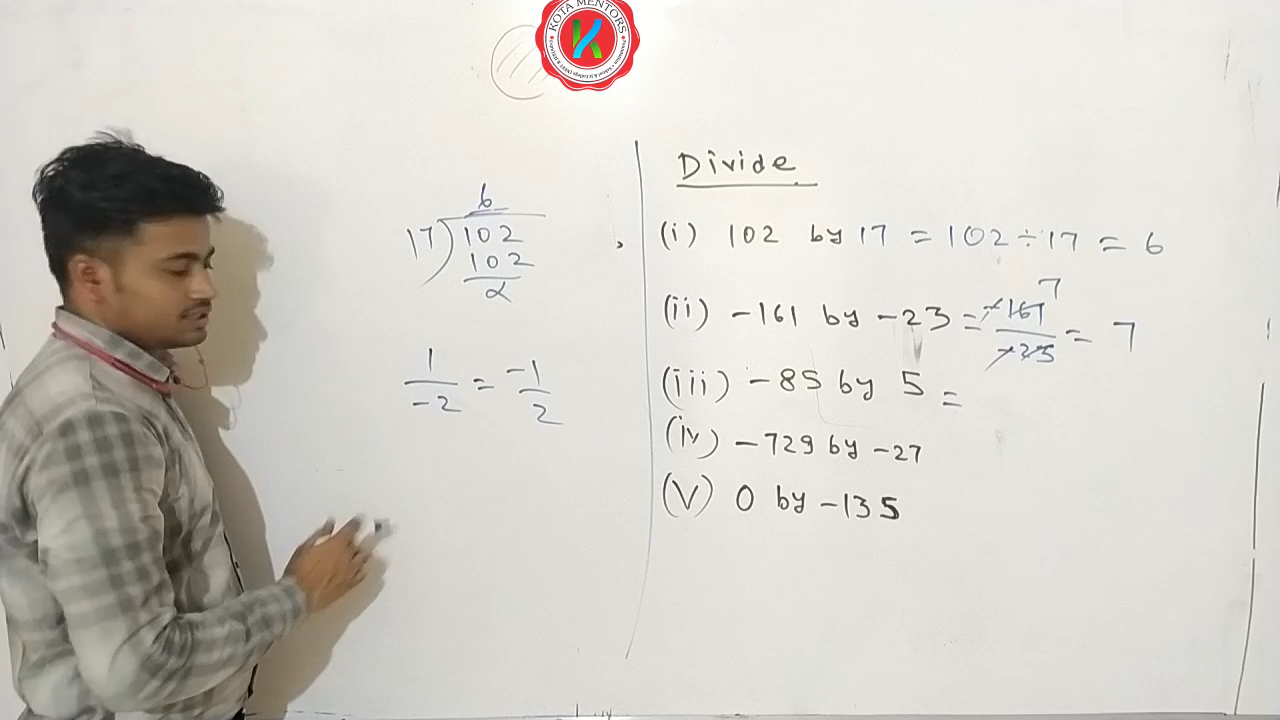 KOTA MENTORS
K
6
17)102
102
1/-2 = -1/2
Divide
(i) 102 by 17 = 102 ÷ 17 = 6
(ii) -161 by -23 = -161/-23 7 = 7
(iii) -85 by 5 =
(iv) -729 by -27
(V) 0 by -135